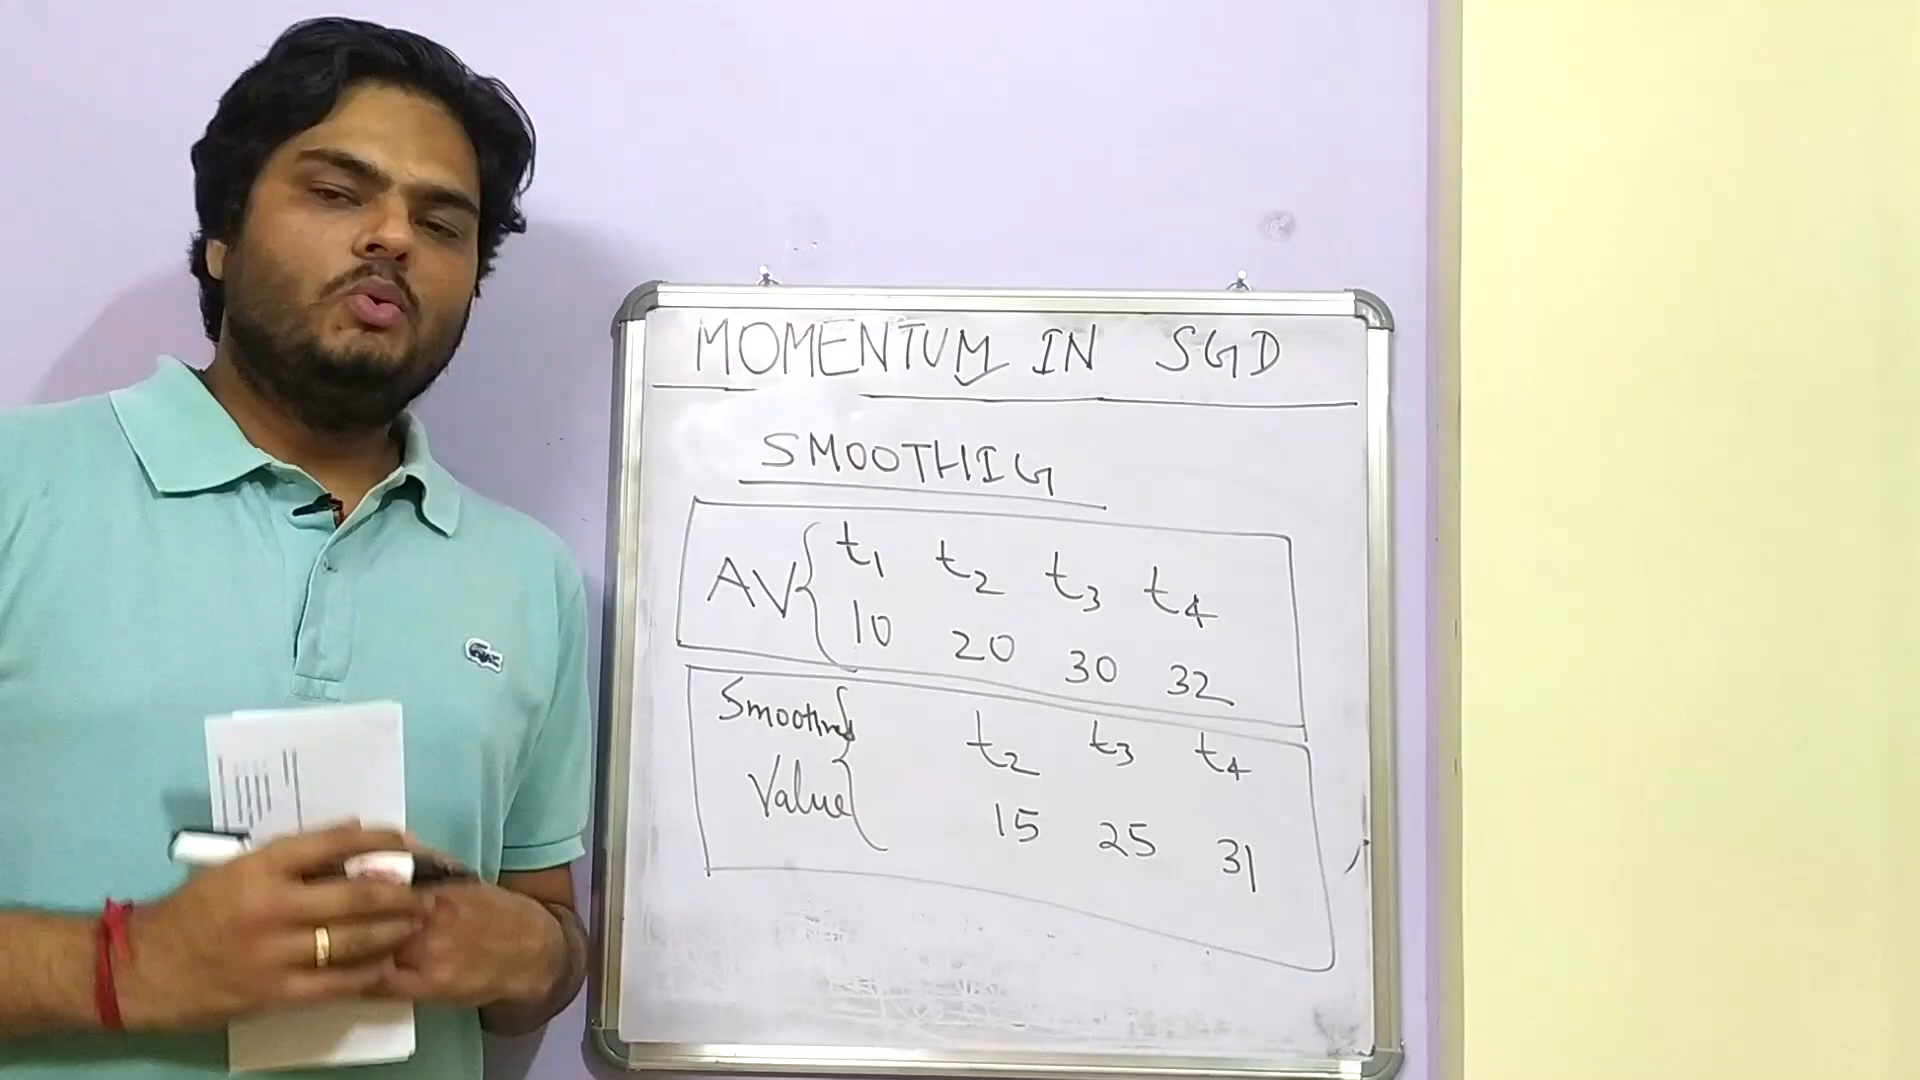 MOMENTUM IN SGD
SMOOTHIG
AV { t1 t2 t3 t4
10 20 30 32
Smoothed t2 t3 t4
Value 15 25 31